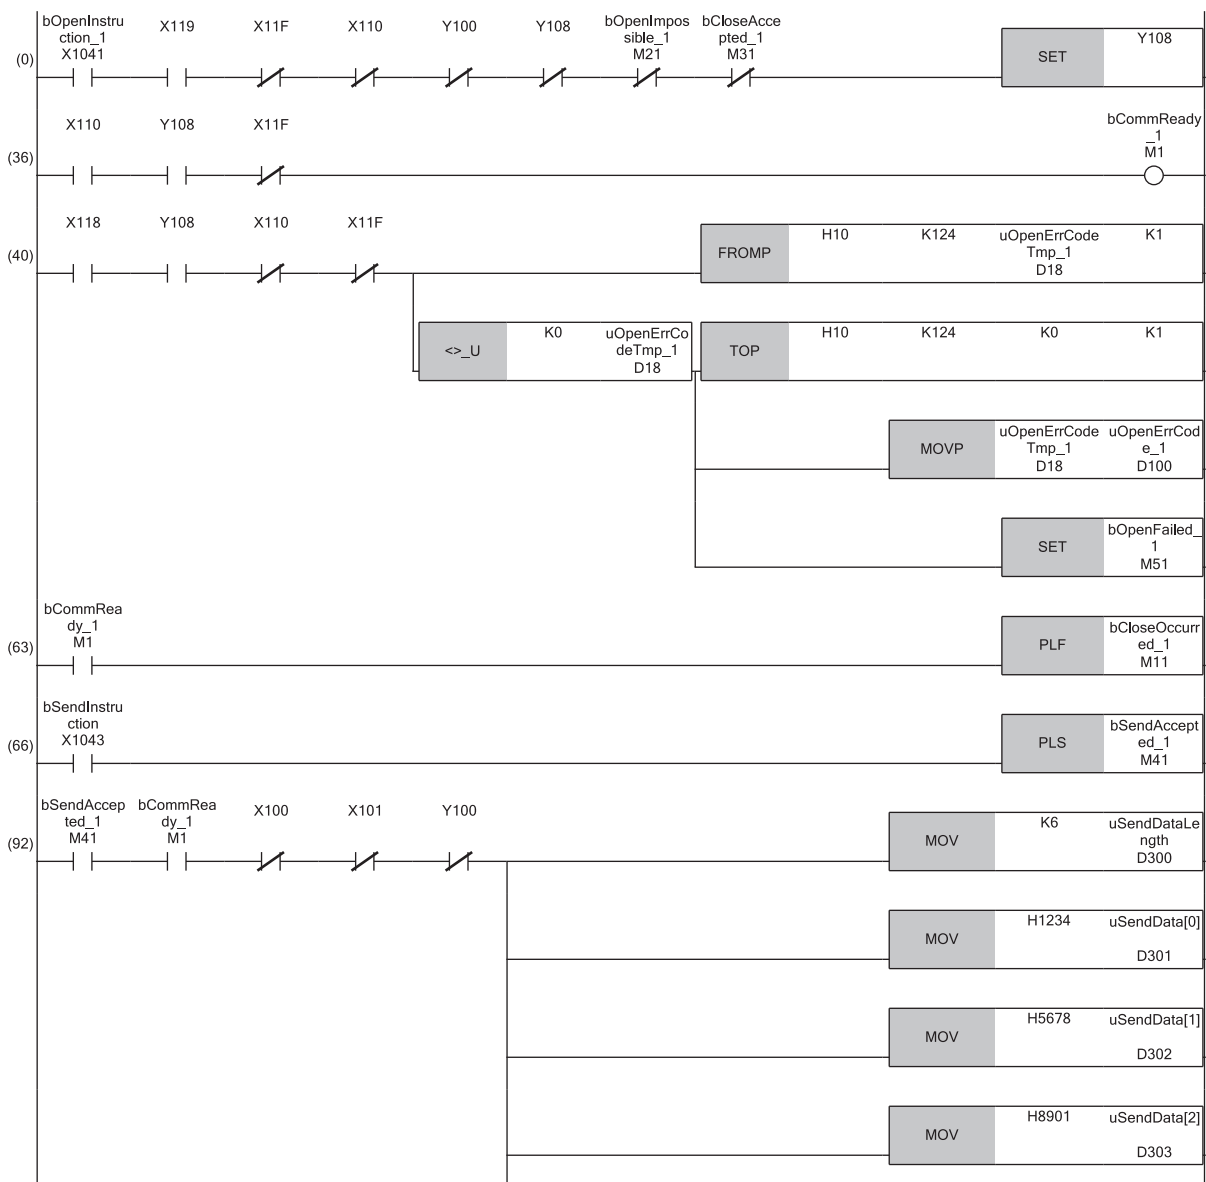 bOpenInstru
ction_1
X1041
X119
X11F
X110
Y100
Y108
bOpenImpos
sible_1
M21
bCloseAcce
pted_1
M31
(0)
SET
Y108
X110
Y108
X11F
bCommReady
_1
M1
(36)
X118
Y108
X110
X11F
(40)
FROMP
H10
K124
uOpenErrCode
Tmp_1
D18
K1
<>_U
K0
uOpenErrCo
deTmp_1
D18
TOP
H10
K124
K0
K1
MOVP
uOpenErrCode
Tmp_1
D18
uOpenErrCod
e_1
D100
SET
bOpenFailed_
1
M51
bCommRea
dy_1
M1
(63)
PLF
bCloseOccurr
ed_1
M11
bSendInstru
ction
X1043
(66)
PLS
bSendAccept
ed_1
M41
bSendAccep
ted_1
M41
bCommRea
dy_1
M1
X100
X101
Y100
(92)
MOV
K6
uSendDataLe
ngth
D300
MOV
H1234
uSendData[0]
D301
MOV
H5678
uSendData[1]
D302
MOV
H8901
uSendData[2]
D303